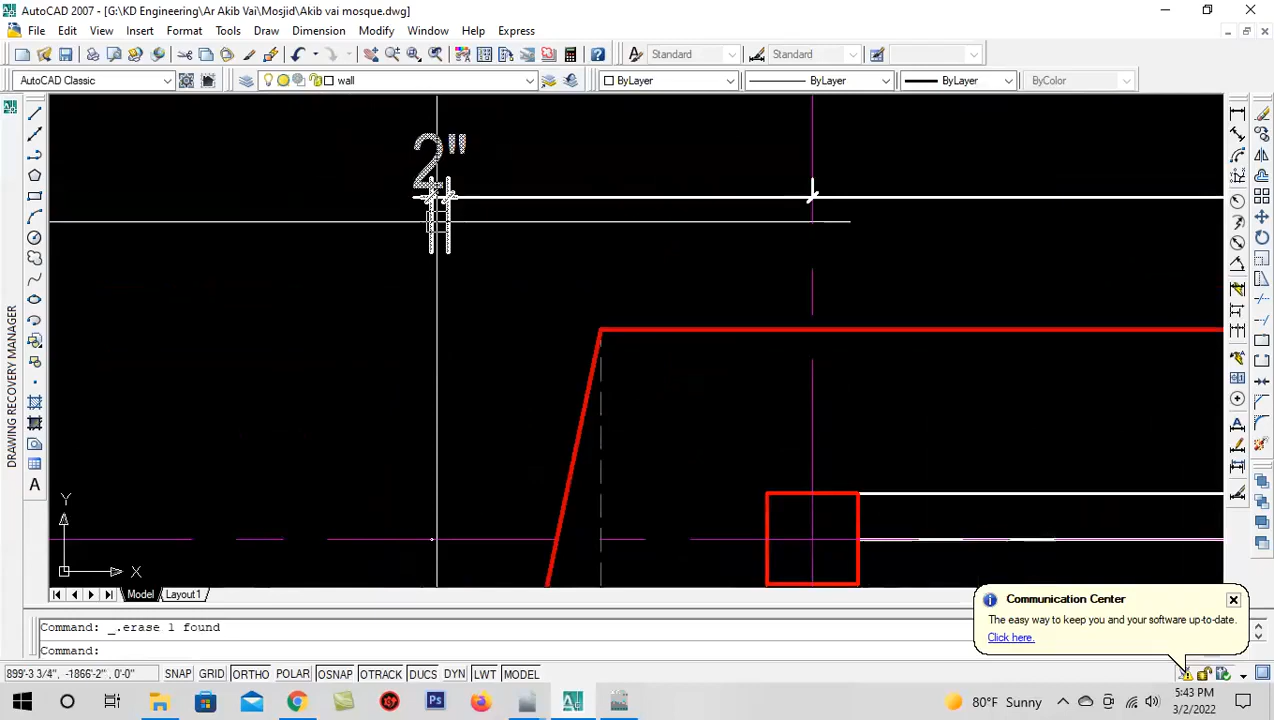 AutoCAD 2007 - [G:\KD Engineering\Ar Akib Vai\Mosjid\Akib vai mosque.dwg]
File Edit View Insert Format Tools Draw Dimension Modify Window Help Express
Standard Standard
AutoCAD Classic wall ByLayer ByLayer ByLayer ByColor
2"
DRAWING RECOVERY MANAGER
Y
X
Model Layout1
Communication Center
The easy way to keep you and your software up-to-date.
Click here.
Command: _.erase 1 found
Command:
899'-3 3/4", -1866'-2", 0'-0" SNAP GRID ORTHO POLAR OSNAP OTRACK DUCS DYN LWT MODEL
80°F Sunny
5:43 PM
3/2/2022